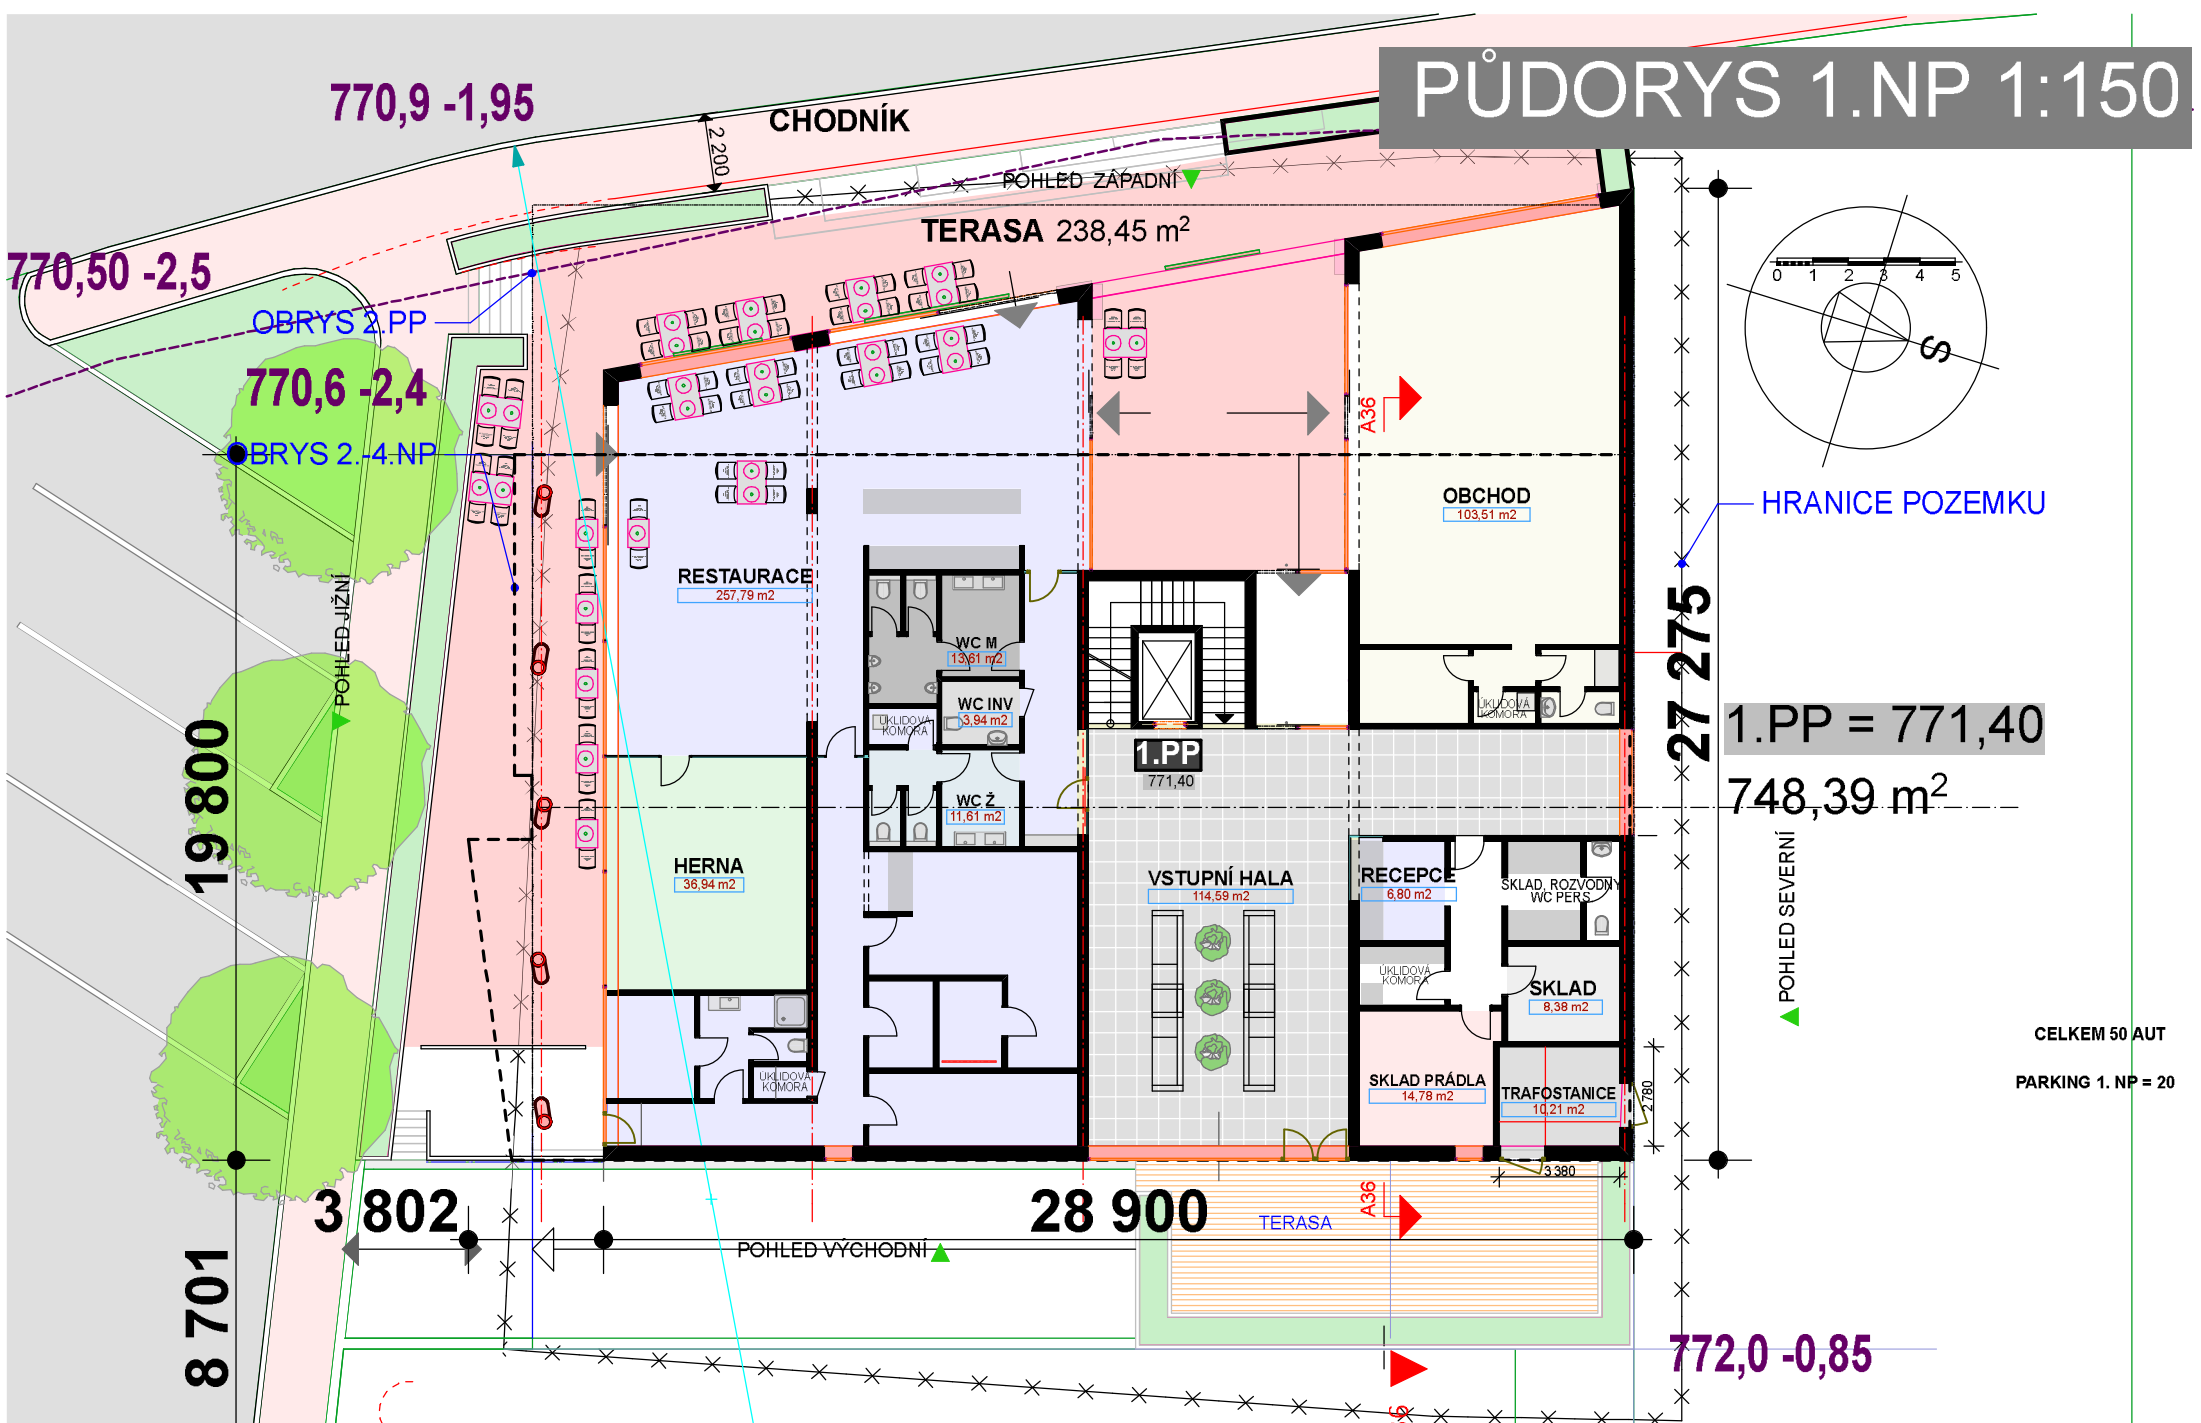 PŮDORYS 1.NP 1:150
770,9 -1,95
CHODNÍK
2 200
POHLED ZÁPADNÍ
TERASA 238,45 m²
770,50 -2,5
0 1 2 3 4 5
S
OBRYS 2.PP
770,6 -2,4
BRYS 2.-4.NP
A36
OBCHOD
103,51 m2
HRANICE POZEMKU
RESTAURACE
257,79 m2
POHLED JIŽNÍ
WC M
13,61 m2
27 275
WC INV
3,94 m2
ÚKLIDOVÁ
KOMORA
ÚKLIDOVÁ
KOMORA
1.PP = 771,40
748,39 m²
1.PP
771,40
19 800
WC Ž
11,61 m2
HERNA
36,94 m2
VSTUPNÍ HALA
114,59 m2
RECEPCE
6,80 m2
SKLAD, ROZVODNY
WC PERS
POHLED SEVERNÍ
ÚKLIDOVÁ
KOMORA
SKLAD
8,38 m2
CELKEM 50 AUT
PARKING 1. NP = 20
ÚKLIDOVÁ
KOMORA
SKLAD PRÁDLA
14,78 m2
TRAFOSTANICE
10,21 m2
2 780
3 380
3 802
28 900
A36
TERASA
POHLED VÝCHODNÍ
8 701
772,0 -0,85